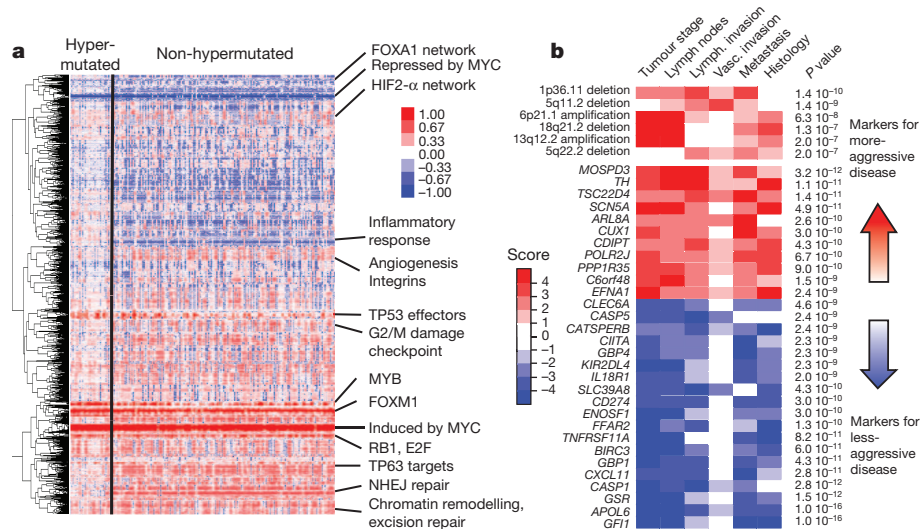 a
Hyper-
mutated
Non-hypermutated
FOXA1 network
Repressed by MYC
HIF2-α network
1.00
0.67
0.33
0.00
−0.33
−0.67
−1.00
Inflammatory
response
Angiogenesis
Integrins
TP53 effectors
G2/M damage
checkpoint
MYB
FOXM1
Induced by MYC
RB1, E2F
TP63 targets
NHEJ repair
Chromatin remodelling,
excision repair
Score
4
3
2
1
0
−1
−2
−3
−4
b
Tumour stage
Lymph nodes
Lymph. invasion
Vasc. invasion
Metastasis
Histology
P value
1p36.11 deletion 1.4 10−10
5q11.2 deletion 1.4 10−9
6p21.1 amplification 6.3 10−8
18q21.2 deletion 1.3 10−7
13q12.2 amplification 2.0 10−7
5q22.2 deletion 2.0 10−7
MOSPD3 3.2 10−12
TH 1.1 10−11
TSC22D4 1.4 10−11
SCN5A 4.9 10−11
ARL8A 2.6 10−10
CUX1 3.0 10−10
CDIPT 4.3 10−10
POLR2J 6.7 10−10
PPP1R35 9.0 10−10
C6orf48 1.5 10−9
EFNA1 2.4 10−9
CLEC6A 4.6 10−9
CASP5 2.4 10−9
CATSPERB 2.4 10−9
CIITA 2.3 10−9
GBP4 2.3 10−9
KIR2DL4 2.3 10−9
IL18R1 2.0 10−9
SLC39A8 4.3 10−10
CD274 3.0 10−10
ENOSF1 3.0 10−10
FFAR2 1.3 10−10
TNFRSF11A 8.2 10−11
BIRC3 6.0 10−11
GBP1 4.3 10−11
CXCL11 2.8 10−11
CASP1 2.8 10−12
GSR 1.5 10−12
APOL6 1.0 10−16
GFI1 1.0 10−16
Markers for
more-
aggressive
disease
Markers for
less-
aggressive
disease